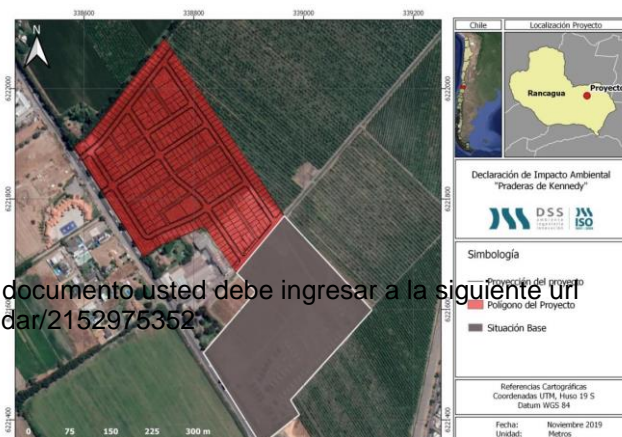 338600 338800 339000 339200
N
6222000
6221800
6221600
6221400
0 75 150 225 300 m
documento usted debe ingresar a la siguiente url
dar/2152975352
Chile
Localización Proyecto
Rancagua
Proyecto
Declaración de Impacto Ambiental
"Praderas de Kennedy"
DSS
ISO
Simbología
Proyección del proyecto
Polígono del Proyecto
Situación Base
Referencias Cartográficas
Coordenadas UTM, Huso 19 S
Datum WGS 84
Fecha: Noviembre 2019
Unidad: Metros